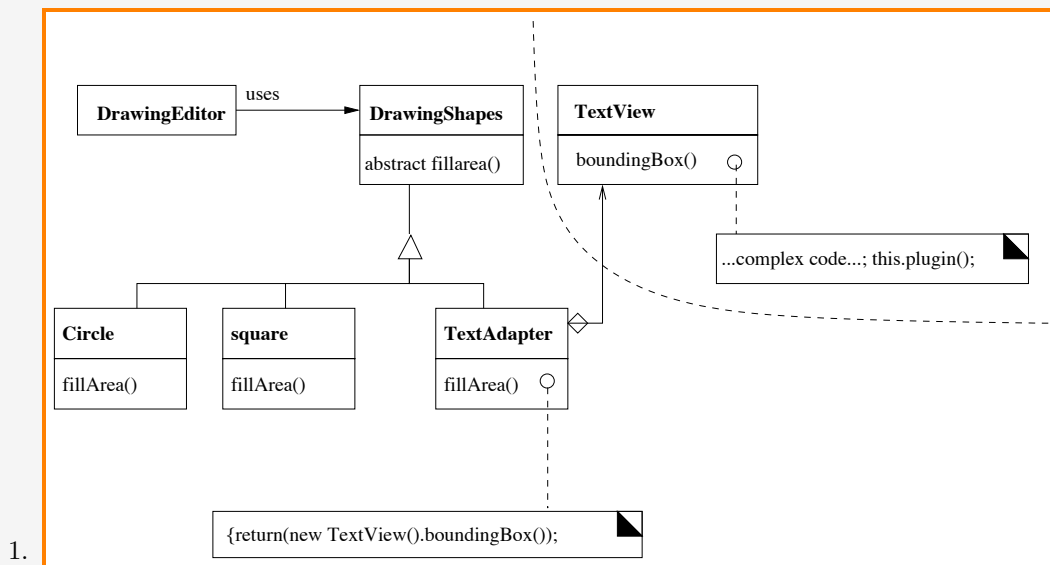 uses
DrawingEditor
DrawingShapes
TextView
abstract fillarea()
boundingBox()
...complex code...; this.plugin();
Circle
square
TextAdapter
fillArea()
fillArea()
fillArea()
{return(new TextView().boundingBox());
1.